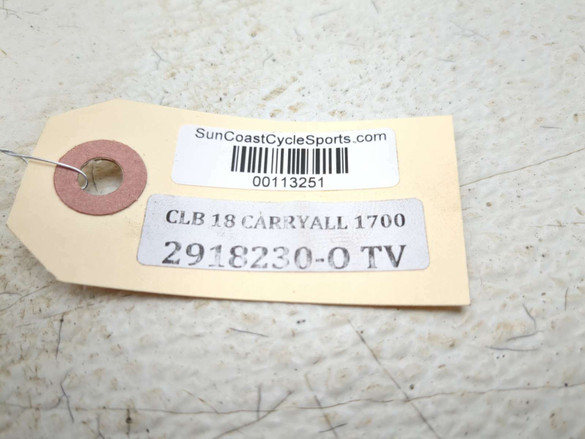 SunCoastCycleSports.com
00113251
CLB 18 CARRYALL 1700
2918230-O TV